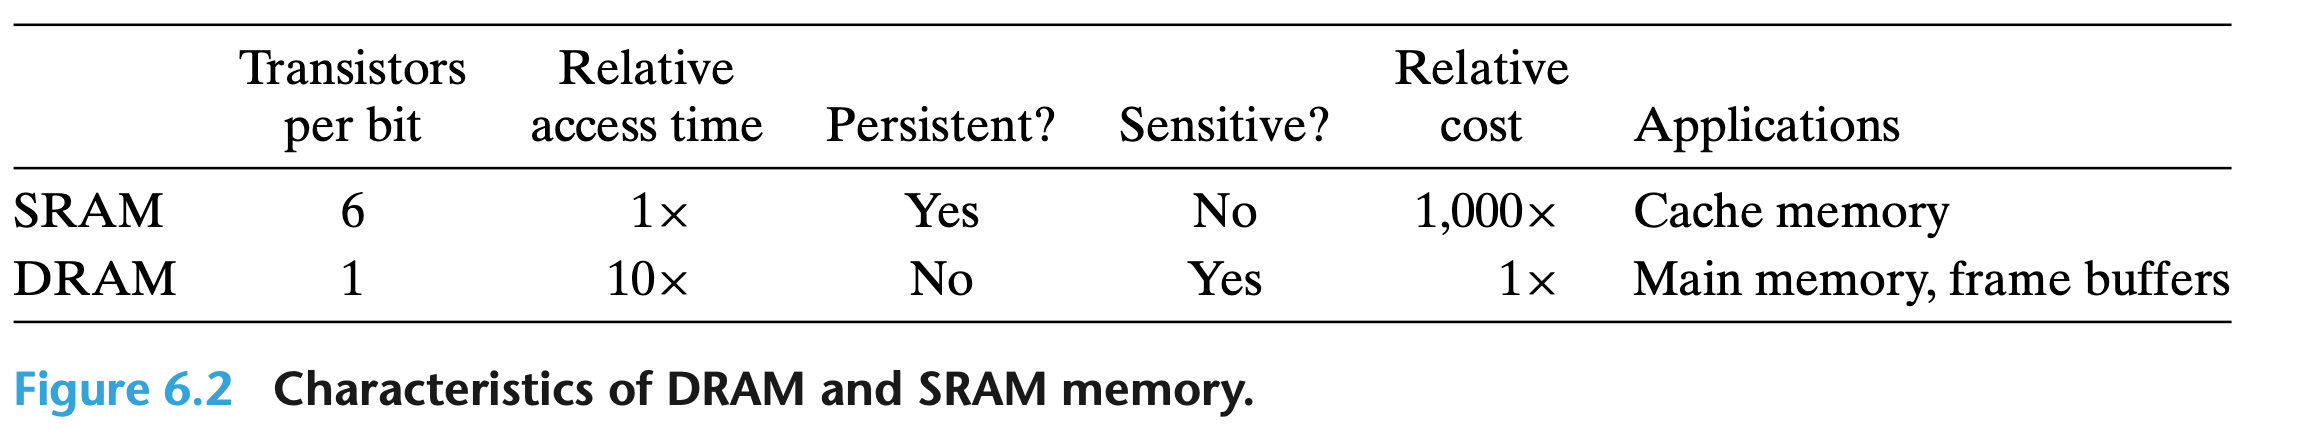 Transistors Relative Relative
per bit access time Persistent? Sensitive? cost Applications
SRAM 6 1× Yes No 1,000× Cache memory
DRAM 1 10× No Yes 1× Main memory, frame buffers
Figure 6.2 Characteristics of DRAM and SRAM memory.